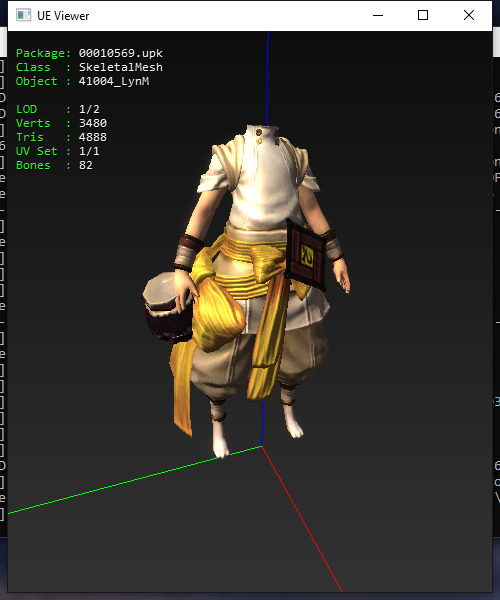 UE Viewer
Package: 00010569.upk
Class : SkeletalMesh
Object : 41004_LynM
LOD : 1/2
Verts : 3480
Tris : 4888
UV Set : 1/1
Bones : 82